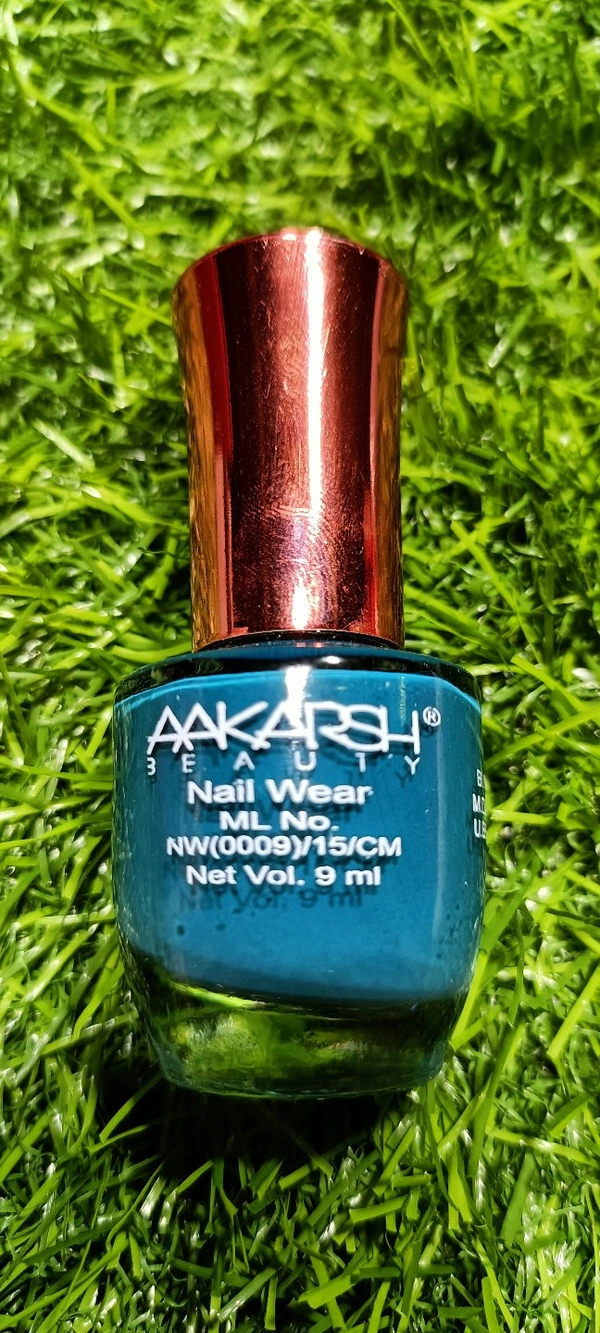 AAKARSH®
BEAUTY
Nail Wear
ML No.
NW(0009)/15/CM
Net Vol. 9 ml